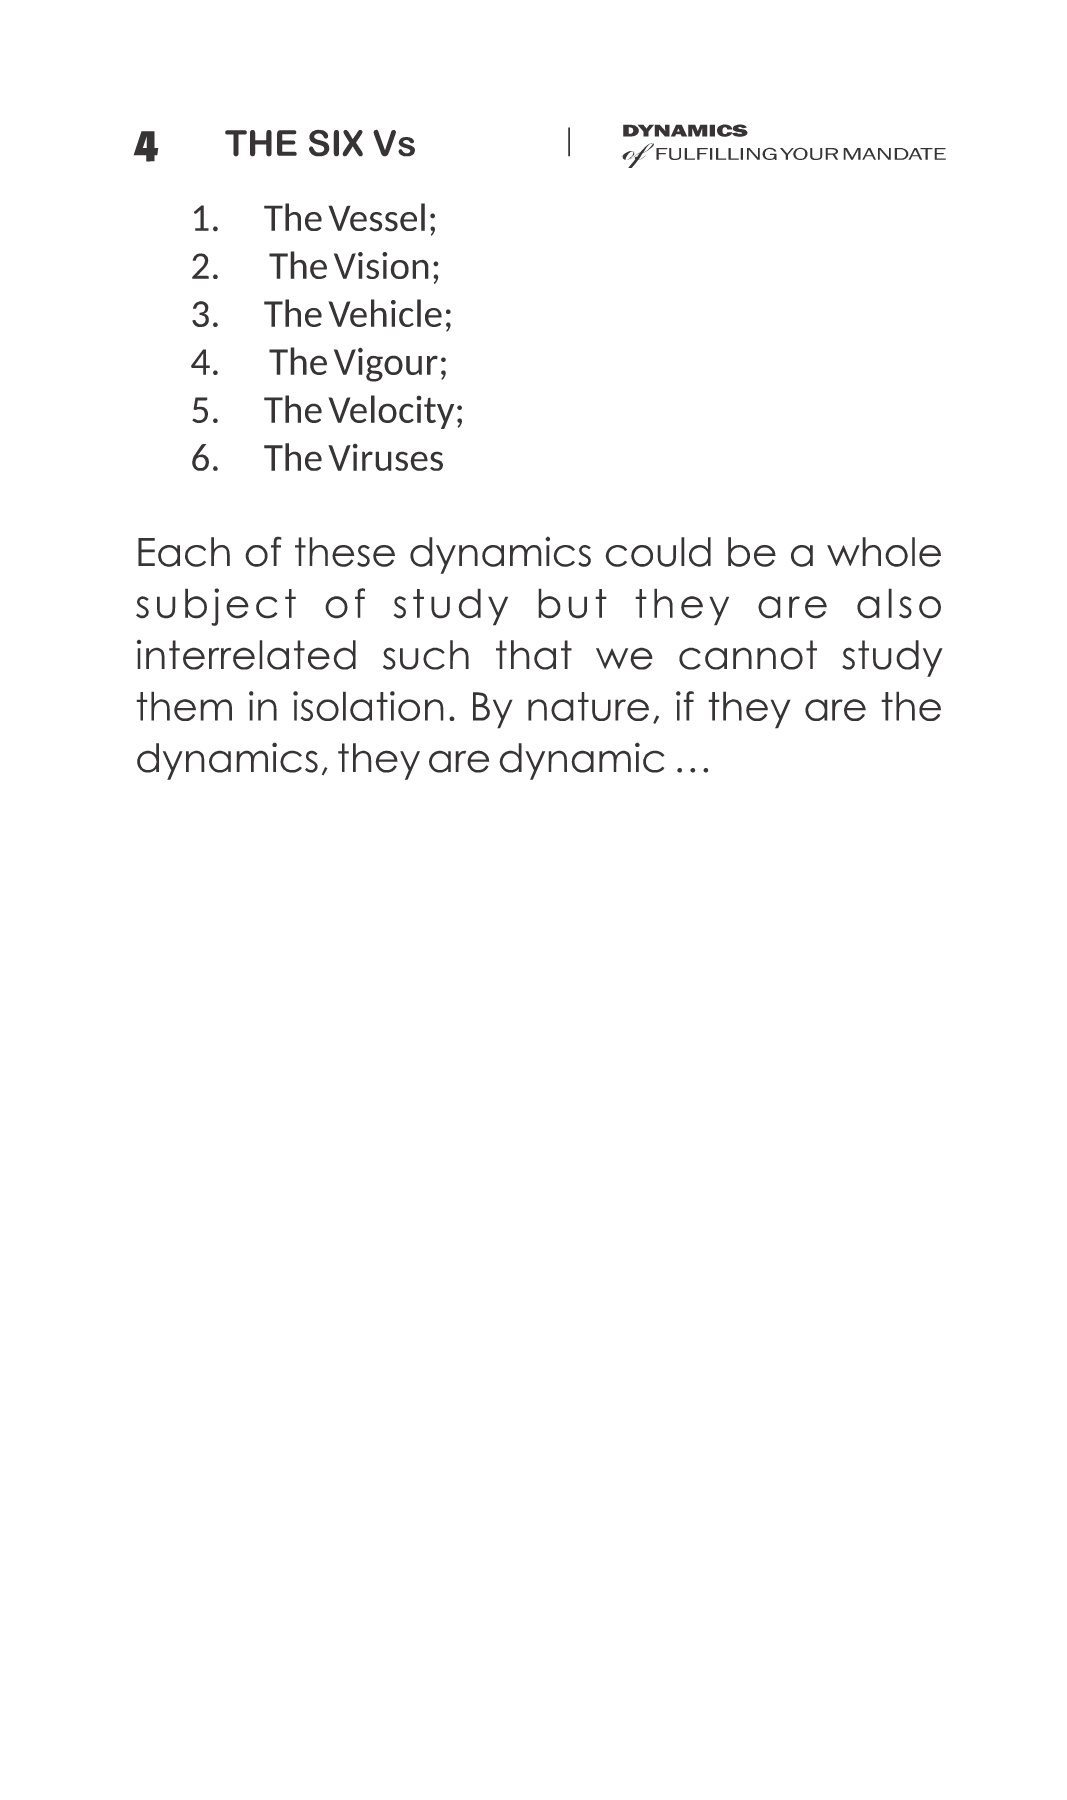 4 THE SIX Vs | DYNAMICS
of FULFILLING YOUR MANDATE
1. The Vessel;
2. The Vision;
3. The Vehicle;
4. The Vigour;
5. The Velocity;
6. The Viruses
Each of these dynamics could be a whole
subject of study but they are also
interrelated such that we cannot study
them in isolation. By nature, if they are the
dynamics, they are dynamic …